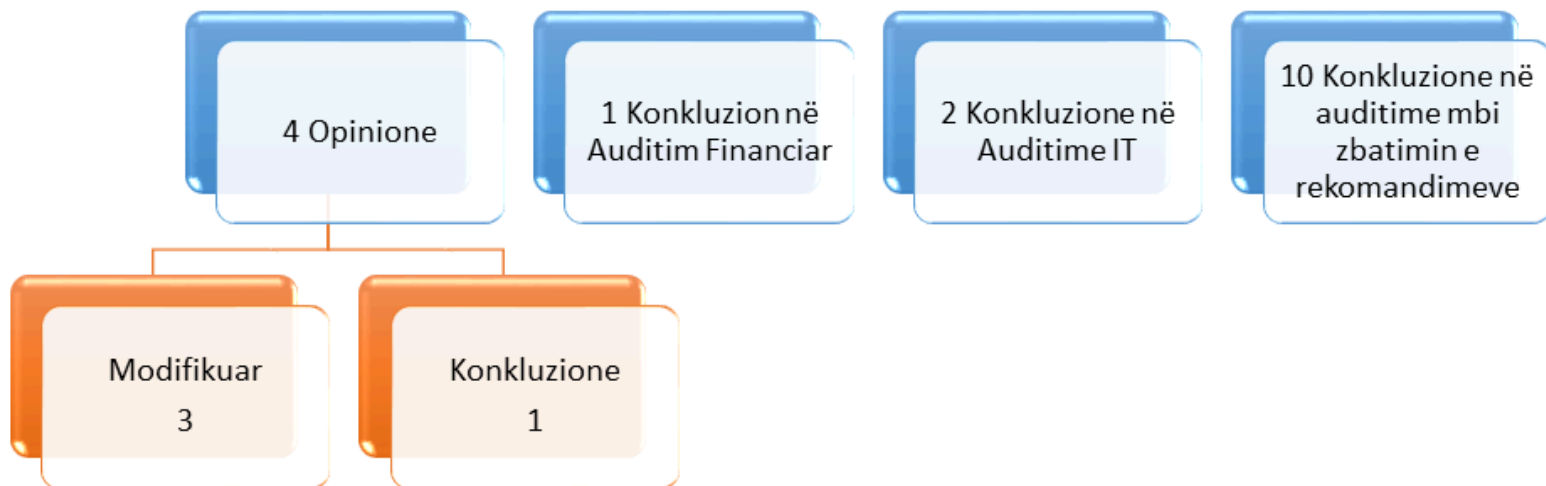 4 Opinione
1 Konkluzion në
Auditim Financiar
2 Konkluzione në
Auditime IT
10 Konkluzione në
auditime mbi
zbatimin e
rekomandimeve
Modifikuar
3
Konkluzione
1